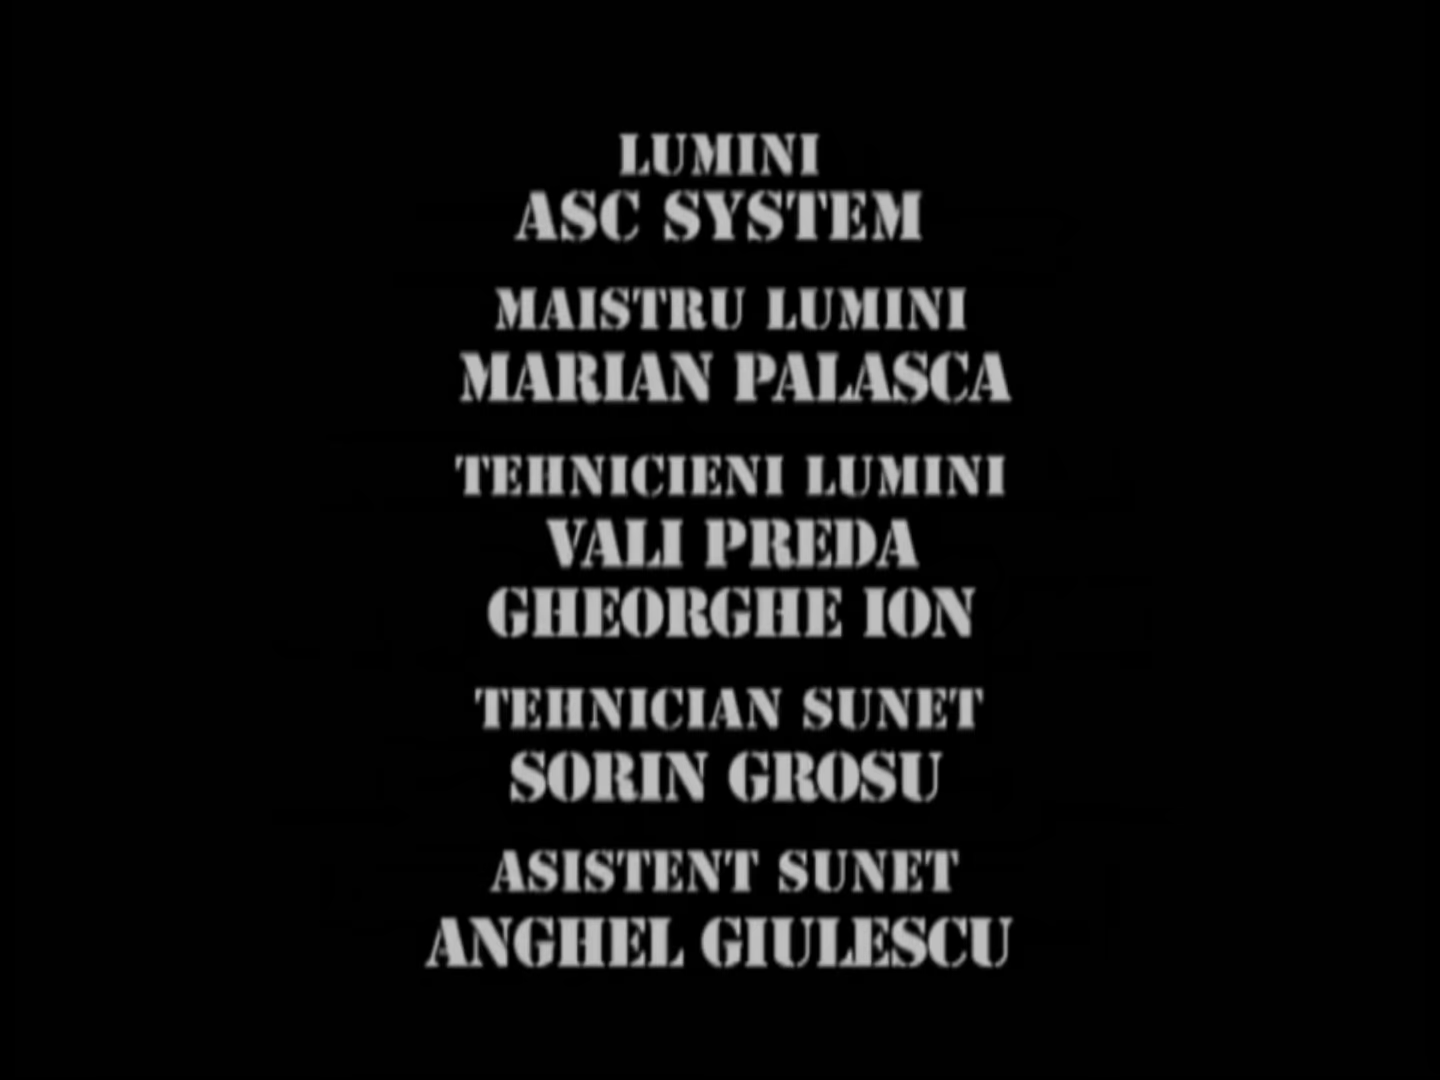 LUMINI
ASC SYSTEM
MAISTRU LUMINI
MARIAN PALASCA
TEHNICIENI LUMINI
VALI PREDA
GHEORGHE ION
TEHNICIAN SUNET
SORIN GROSU
ASISTENT SUNET
ANGHEL GIULESCU